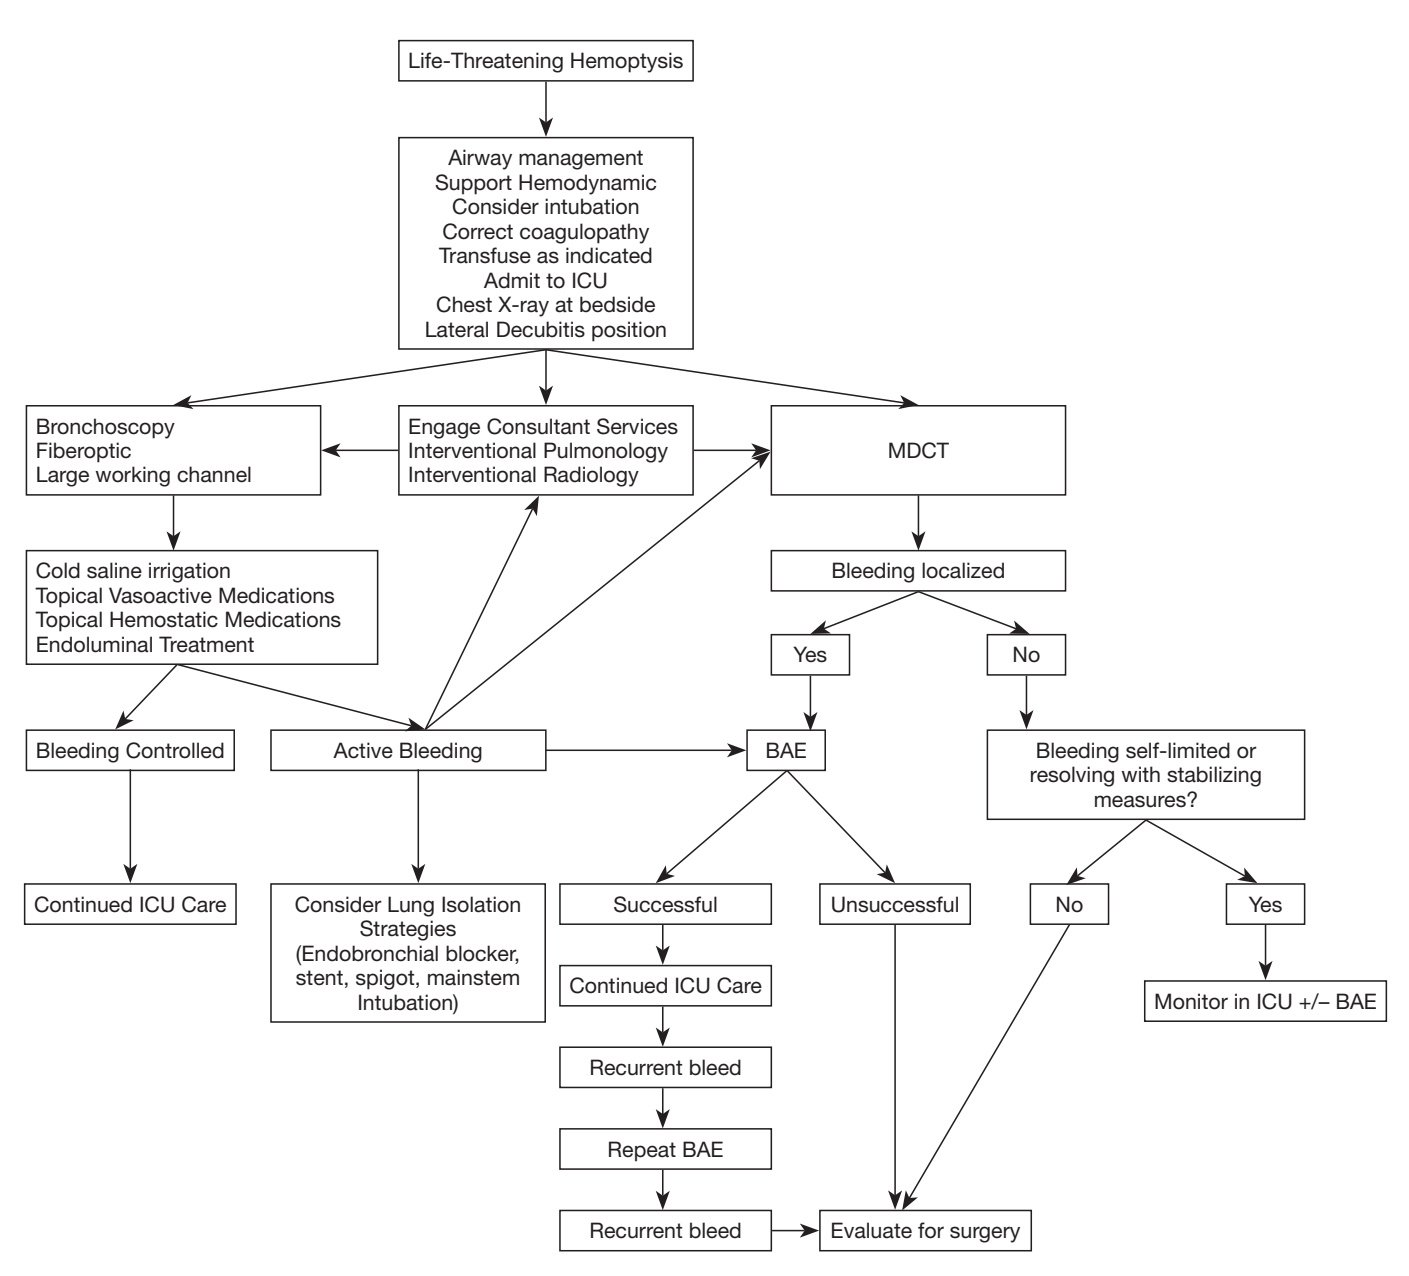 Life-Threatening Hemoptysis
Airway management
Support Hemodynamic
Consider intubation
Correct coagulopathy
Transfuse as indicated
Admit to ICU
Chest X-ray at bedside
Lateral Decubitis position
Bronchoscopy
Fiberoptic
Large working channel
Engage Consultant Services
Interventional Pulmonology
Interventional Radiology
MDCT
Cold saline irrigation
Topical Vasoactive Medications
Topical Hemostatic Medications
Endoluminal Treatment
Bleeding localized
Yes
No
Bleeding Controlled
Active Bleeding
BAE
Bleeding self-limited or
resolving with stabilizing
measures?
Continued ICU Care
Consider Lung Isolation
Strategies
(Endobronchial blocker,
stent, spigot, mainstem
Intubation)
Successful
Unsuccessful
No
Yes
Continued ICU Care
Monitor in ICU +/– BAE
Recurrent bleed
Repeat BAE
Recurrent bleed
Evaluate for surgery